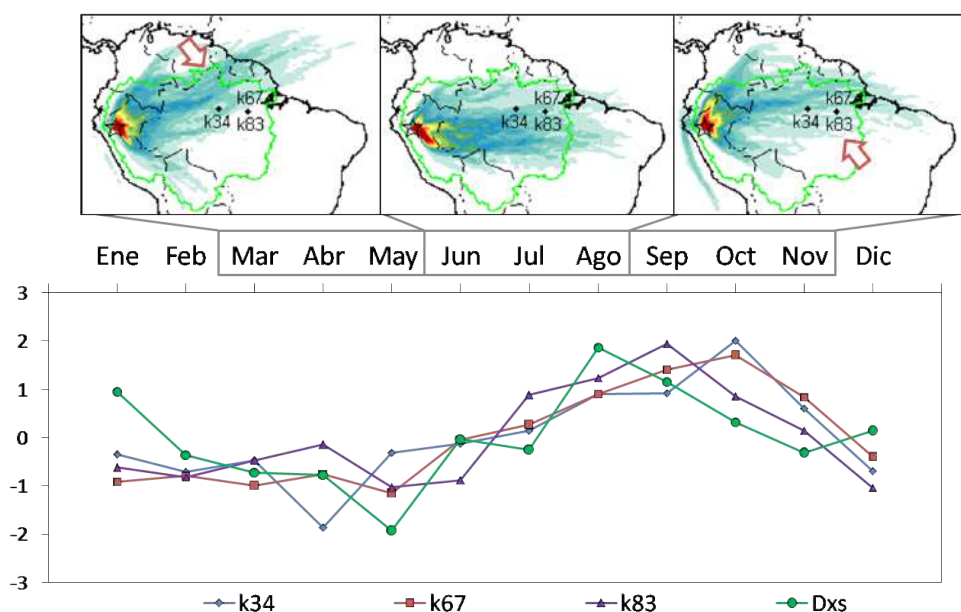 k67
k34
k83
k67
k34
k83
k67
k34
k83
Ene Feb Mar Abr May Jun Jul Ago Sep Oct Nov Dic
3
2
1
0
-1
-2
-3
k34 k67 k83 Dxs